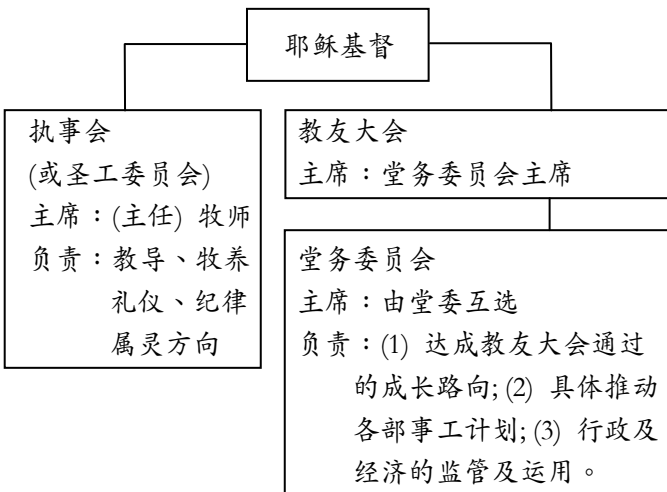 耶稣基督
执事会
(或圣工委员会)
主席：(主任) 牧师
负责：教导、牧养
礼仪、纪律
属灵方向
教友大会
主席：堂务委员会主席
堂务委员会
主席：由堂委互选
负责：(1) 达成教友大会通过
的成长路向; (2) 具体推动
各部事工计划; (3) 行政及
经济的监管及运用。